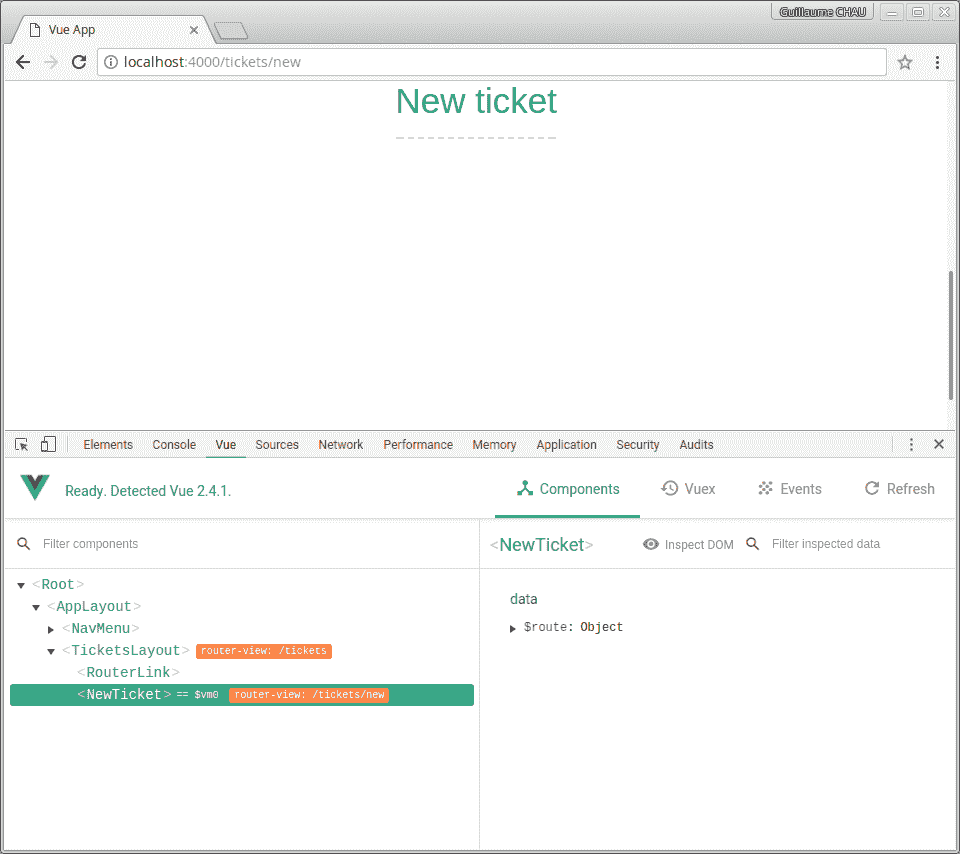 Guillaume CHAU
Vue App
localhost:4000/tickets/new
New ticket
Elements Console Vue Sources Network Performance Memory Application Security Audits
Ready. Detected Vue 2.4.1.
Components Vuex Events Refresh
Filter components
<NewTicket> Inspect DOM Filter inspected data
<Root>
<AppLayout>
<NavMenu>
<TicketsLayout> router-view: /tickets
<RouterLink>
<NewTicket> == $vm0 router-view: /tickets/new
data
$route: Object